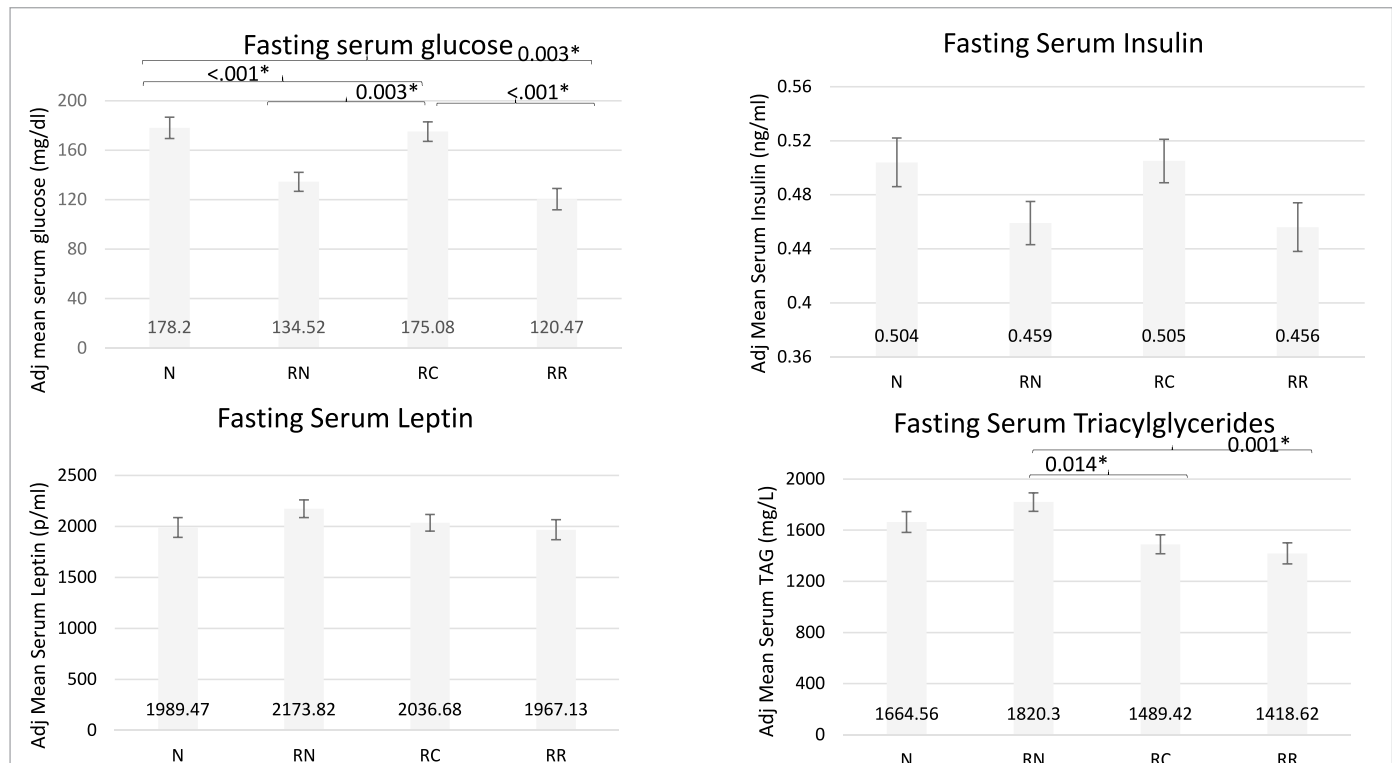 Fasting serum glucose
0.003*
<.001*
0.003*
<.001*
Adj mean serum glucose (mg/dl)
200
160
120
80
40
0
178.2 134.52 175.08 120.47
N RN RC RR
Fasting Serum Insulin
Adj Mean Serum Insulin (ng/ml)
0.56
0.52
0.48
0.44
0.4
0.36
0.504 0.459 0.505 0.456
N RN RC RR
Fasting Serum Leptin
Adj Mean Serum Leptin (p/ml)
2500
2000
1500
1000
500
0
1989.47 2173.82 2036.68 1967.13
N RN RC RR
Fasting Serum Triacylglycerides
0.001*
0.014*
Adj Mean Serum TAG (mg/L)
2000
1600
1200
800
400
0
1664.56 1820.3 1489.42 1418.62
N RN RC RR